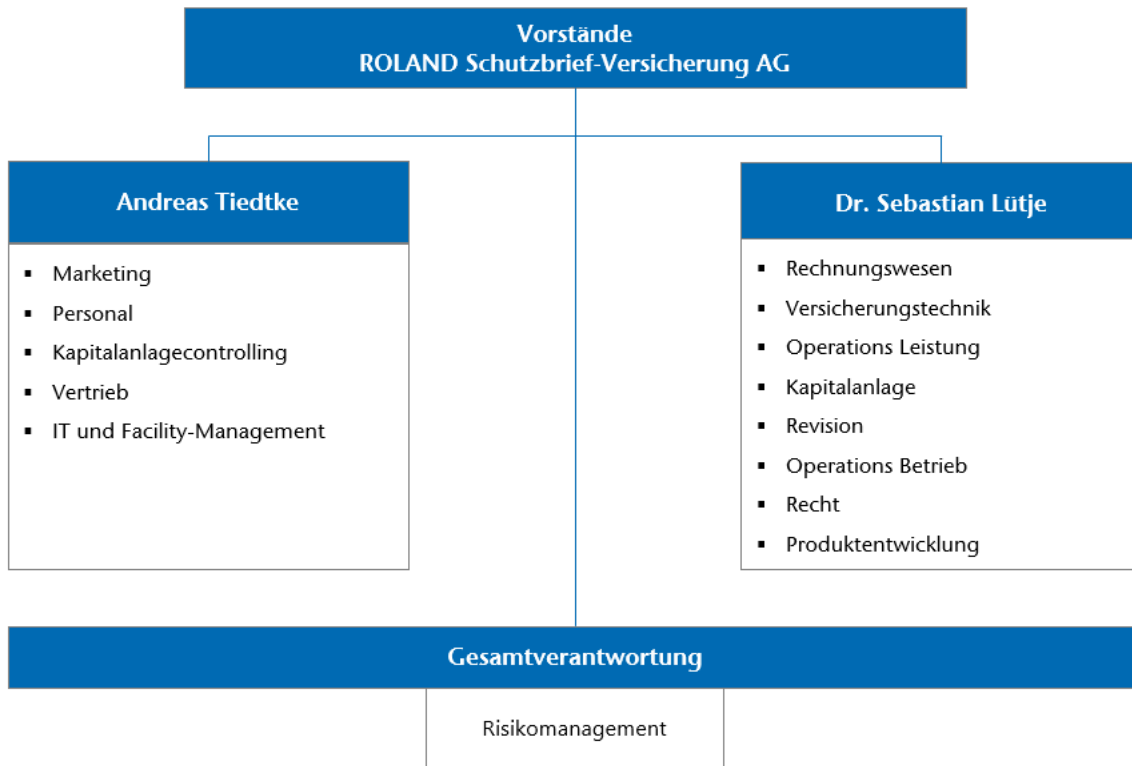 Vorstände
ROLAND Schutzbrief-Versicherung AG
Andreas Tiedtke
▪ Marketing
▪ Personal
▪ Kapitalanlagecontrolling
▪ Vertrieb
▪ IT und Facility-Management
Dr. Sebastian Lütje
▪ Rechnungswesen
▪ Versicherungstechnik
▪ Operations Leistung
▪ Kapitalanlage
▪ Revision
▪ Operations Betrieb
▪ Recht
▪ Produktentwicklung
Gesamtverantwortung
Risikomanagement